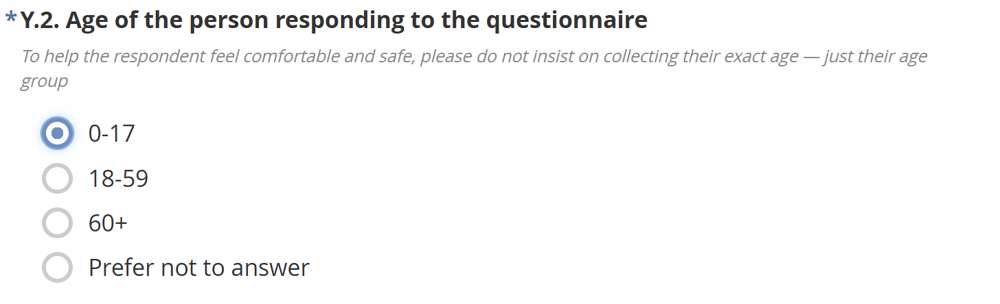 *Y.2. Age of the person responding to the questionnaire
To help the respondent feel comfortable and safe, please do not insist on collecting their exact age — just their age
group
0-17
18-59
60+
Prefer not to answer